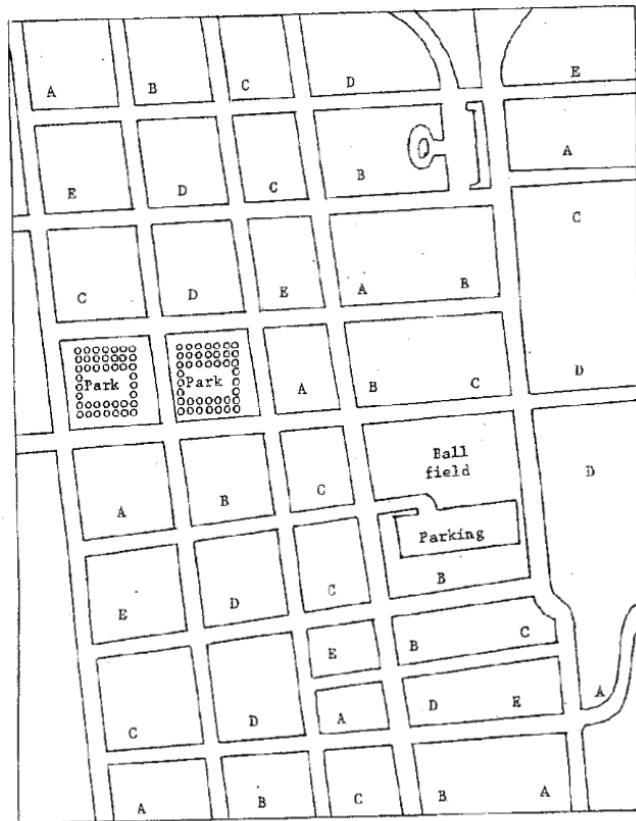 A B C D E
E D C B A
C
C D E A B
Park Park A B C D
Ball
field
A B C D
Parking
E D C B
E B C
C D A D E A
A B C B A